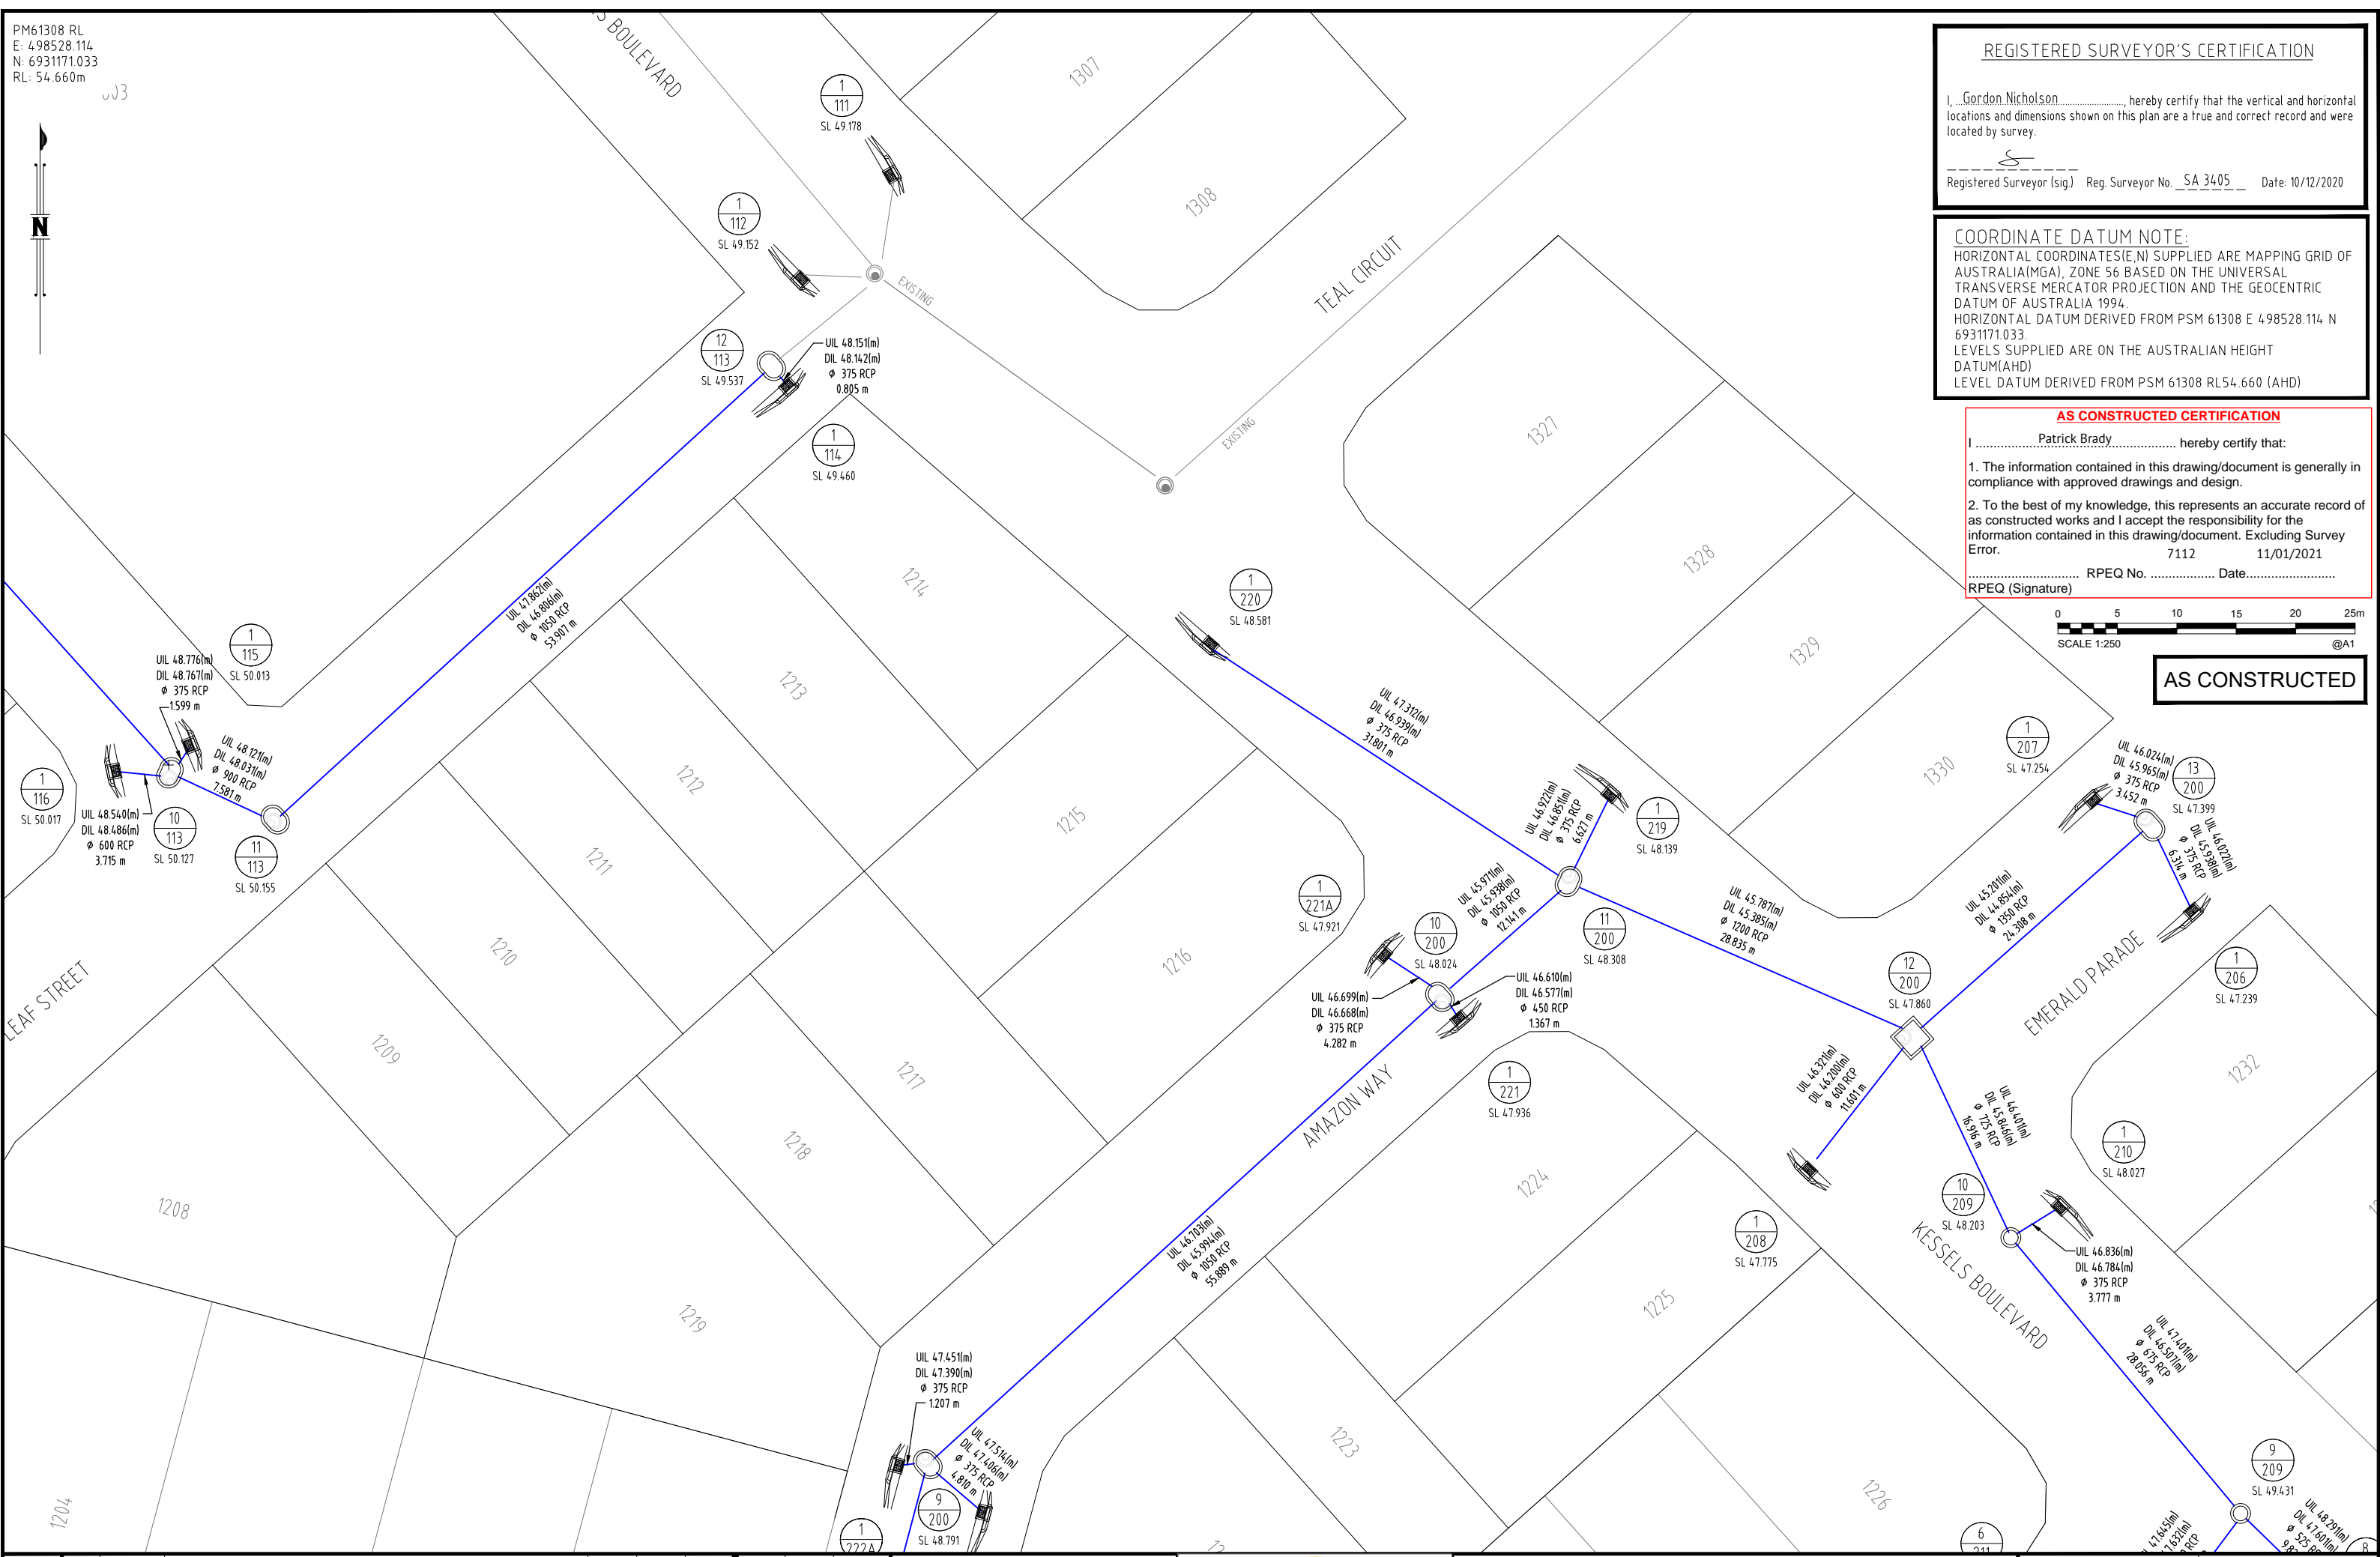 PM61308 RL
E: 498528.114
N: 6931171.033
RL: 54.660m
N
BOULEVARD
1307
1308
1
111
SL 49.178
1
112
SL 49.152
EXISTING
TEAL CIRCUIT
EXISTING
12
113
SL 49.537
UIL 48.151(m)
DIL 48.142(m)
ϕ 375 RCP
0.805 m
1
114
SL 49.460
REGISTERED SURVEYOR'S CERTIFICATION
I, Gordon Nicholson, hereby certify that the vertical and horizontal
locations and dimensions shown on this plan are a true and correct record and were
located by survey.
Registered Surveyor (sig.) Reg. Surveyor No. SA 3405 Date: 10/12/2020
COORDINATE DATUM NOTE:
HORIZONTAL COORDINATES(E,N) SUPPLIED ARE MAPPING GRID OF
AUSTRALIA(MGA), ZONE 56 BASED ON THE UNIVERSAL
TRANSVERSE MERCATOR PROJECTION AND THE GEOCENTRIC
DATUM OF AUSTRALIA 1994.
HORIZONTAL DATUM DERIVED FROM PSM 61308 E 498528.114 N
6931171.033.
LEVELS SUPPLIED ARE ON THE AUSTRALIAN HEIGHT
DATUM(AHD)
LEVEL DATUM DERIVED FROM PSM 61308 RL54.660 (AHD)
AS CONSTRUCTED CERTIFICATION
I ........ Patrick Brady ........ hereby certify that:
1. The information contained in this drawing/document is generally in
compliance with approved drawings and design.
2. To the best of my knowledge, this represents an accurate record of
as constructed works and I accept the responsibility for the
information contained in this drawing/document. Excluding Survey
Error.
7112 11/01/2021
........ RPEQ No. ........ Date........
RPEQ (Signature)
0 5 10 15 20 25m
SCALE 1:250 @A1
AS CONSTRUCTED
1327
1328
1329
1330
1214
1213
1212
1211
1210
1209
1208
1215
1216
1217
1218
1219
1204
UIL 47.862(m)
DIL 46.806(m)
ϕ 1050 RCP
53.907 m
1
115
SL 50.013
UIL 48.776(m)
DIL 48.767(m)
ϕ 375 RCP
1.599 m
UIL 48.121(m)
DIL 48.031(m)
ϕ 900 RCP
7.581 m
1
116
SL 50.017
UIL 48.540(m)
DIL 48.486(m)
ϕ 600 RCP
3.715 m
10
113
SL 50.127
11
113
SL 50.155
LEAF STREET
1
220
SL 48.581
UIL 47.312(m)
DIL 46.939(m)
ϕ 375 RCP
31.801 m
UIL 46.922(m)
DIL 46.851(m)
ϕ 375 RCP
6.627 m
1
219
SL 48.139
1
207
SL 47.254
UIL 46.024(m)
DIL 45.965(m)
ϕ 375 RCP
3.452 m
13
200
SL 47.399
UIL 46.022(m)
DIL 45.938(m)
ϕ 375 RCP
6.314 m
UIL 45.971(m)
DIL 45.938(m)
ϕ 1050 RCP
12.141 m
1
221A
SL 47.921
10
200
SL 48.024
11
200
SL 48.308
UIL 45.787(m)
DIL 45.385(m)
ϕ 1200 RCP
28.835 m
UIL 45.201(m)
DIL 44.854(m)
ϕ 1350 RCP
24.308 m
12
200
SL 47.860
EMERALD PARADE
1
206
SL 47.239
UIL 46.699(m)
DIL 46.668(m)
ϕ 375 RCP
4.282 m
UIL 46.610(m)
DIL 46.577(m)
ϕ 450 RCP
1.367 m
1
221
SL 47.936
AMAZON WAY
UIL 46.321(m)
DIL 46.200(m)
ϕ 600 RCP
11.601 m
UIL 46.401(m)
DIL 45.846(m)
ϕ 725 RCP
16.916 m
1232
1
210
SL 48.027
10
209
SL 48.203
1
208
SL 47.775
1224
1225
1223
1226
KESSELS BOULEVARD
UIL 46.836(m)
DIL 46.784(m)
ϕ 375 RCP
3.777 m
UIL 46.703(m)
DIL 45.994(m)
ϕ 1050 RCP
55.889 m
UIL 47.401(m)
DIL 46.507(m)
ϕ 675 RCP
28.056 m
UIL 47.451(m)
DIL 47.390(m)
ϕ 375 RCP
1.207 m
UIL 47.514(m)
DIL 47.406(m)
ϕ 375 RCP
4.810 m
9
200
SL 48.791
1
222A
9
209
SL 49.431
6
211
UIL 48.291(m)
DIL 47.601(m)
ϕ 525